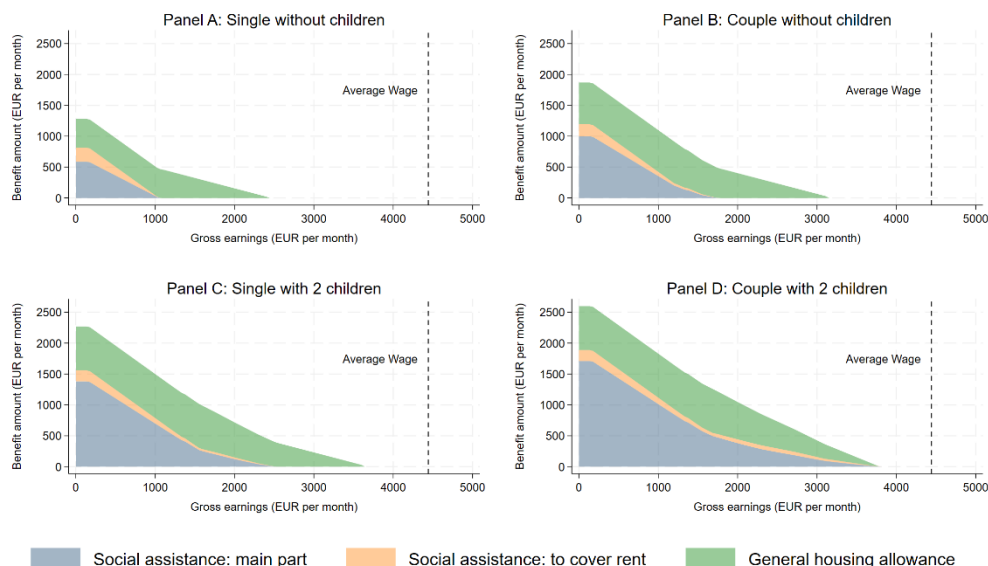 Panel A: Single without children
Benefit amount (EUR per month)
2500
2000
1500
1000
500
0
Average Wage
0 1000 2000 3000 4000 5000
Gross earnings (EUR per month)
Panel B: Couple without children
Benefit amount (EUR per month)
2500
2000
1500
1000
500
0
Average Wage
0 1000 2000 3000 4000 5000
Gross earnings (EUR per month)
Panel C: Single with 2 children
Benefit amount (EUR per month)
2500
2000
1500
1000
500
0
Average Wage
0 1000 2000 3000 4000 5000
Gross earnings (EUR per month)
Panel D: Couple with 2 children
Benefit amount (EUR per month)
2500
2000
1500
1000
500
0
Average Wage
0 1000 2000 3000 4000 5000
Gross earnings (EUR per month)
Social assistance: main part
Social assistance: to cover rent
General housing allowance